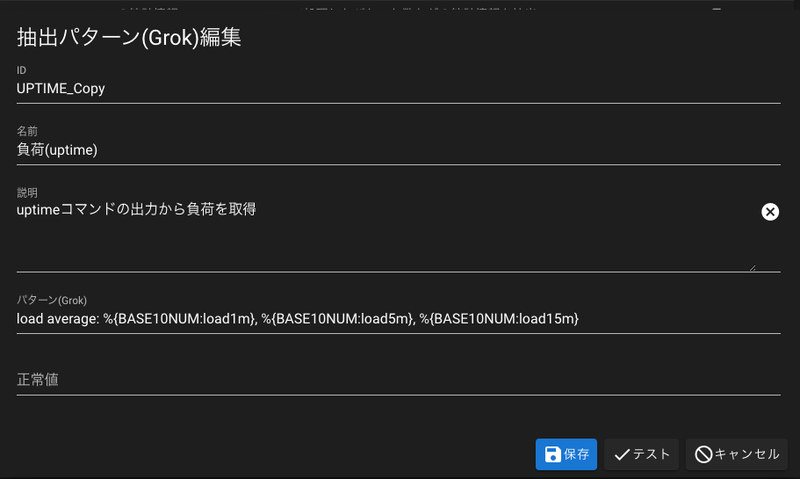 抽出パターン(Grok)編集
ID
UPTIME_Copy
名前
負荷(uptime)
説明
uptimeコマンドの出力から負荷を取得
パターン(Grok)
load average: %{BASE10NUM:load1m}, %{BASE10NUM:load5m}, %{BASE10NUM:load15m}
正常値
保存 テスト キャンセル